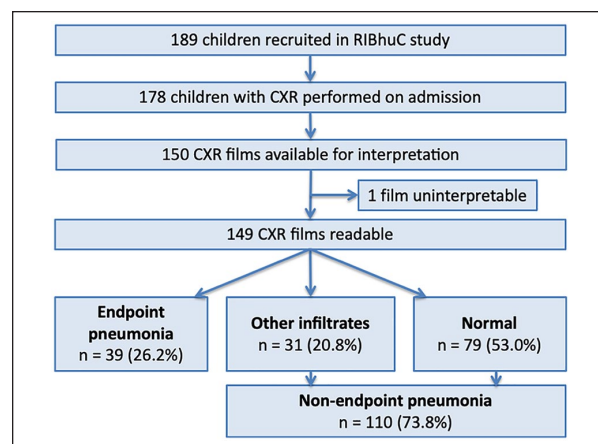 189 children recruited in RIBhuC study
178 children with CXR performed on admission
150 CXR films available for interpretation
1 film uninterpretable
149 CXR films readable
Endpoint
pneumonia
n = 39 (26.2%)
Other infiltrates
n = 31 (20.8%)
Normal
n = 79 (53.0%)
Non-endpoint pneumonia
n = 110 (73.8%)